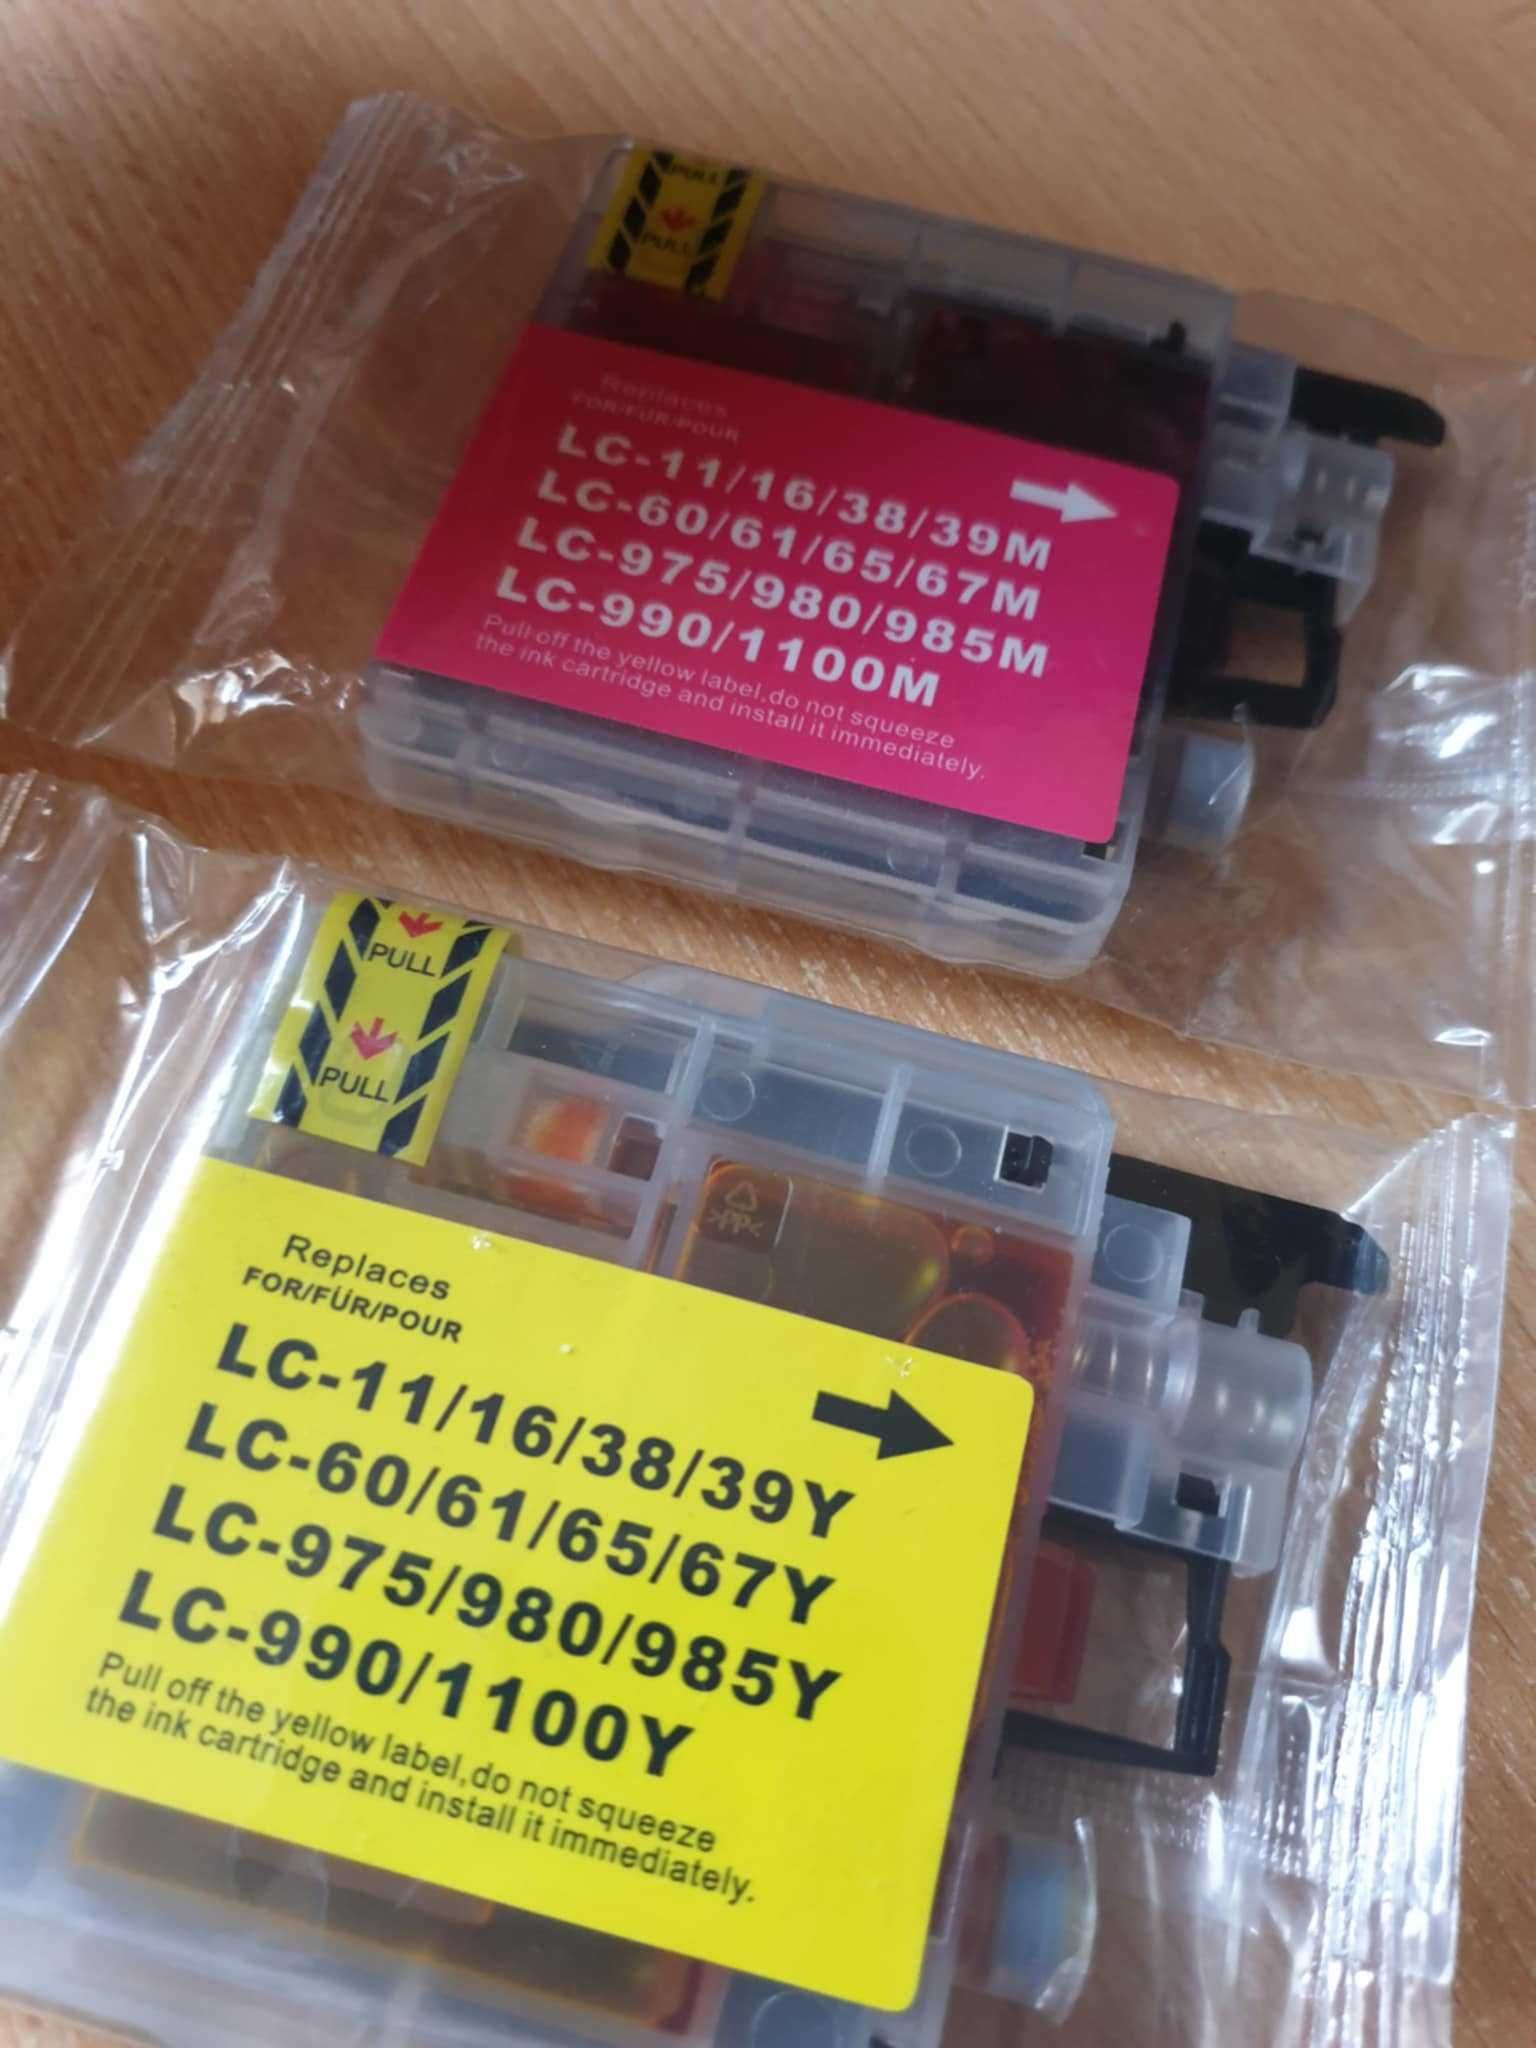 PULL
PULL
Replaces
FOR/FÜR/POUR
LC-11/16/38/39M
LC-60/61/65/67M
LC-975/980/985M
LC-990/1100M
Pull off the yellow label,do not squeeze
the ink cartridge and install it immediately.
PULL
PULL
>PP<
Replaces
FOR/FÜR/POUR
LC-11/16/38/39Y
LC-60/61/65/67Y
LC-975/980/985Y
LC-990/1100Y
Pull off the yellow label,do not squeeze
the ink cartridge and install it immediately.